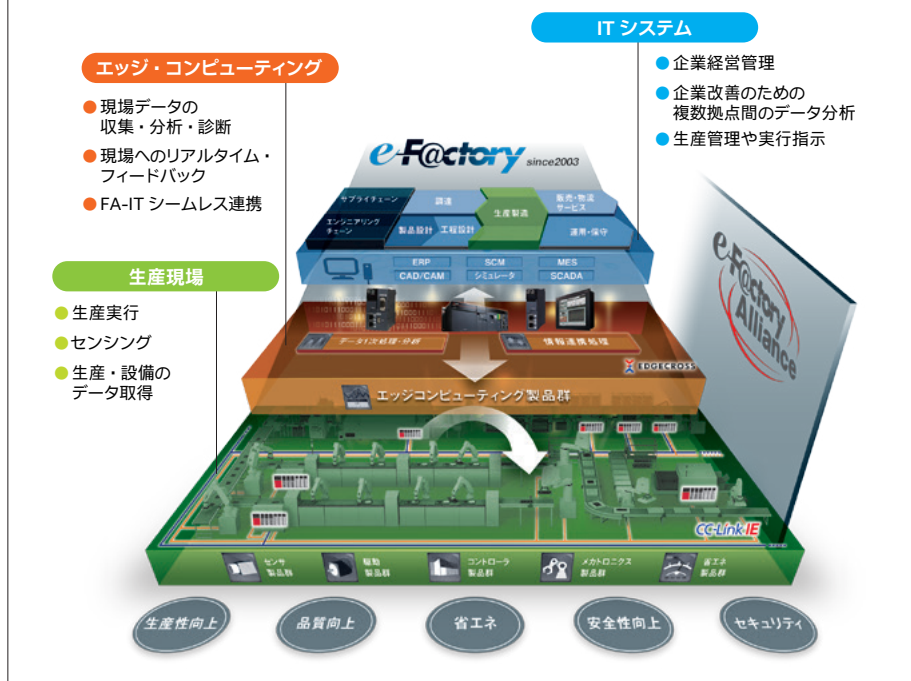 IT システム
● 企業経営管理
● 企業改善のための
複数拠点間のデータ分析
● 生産管理や実行指示
エッジ・コンピューティング
● 現場データの
収集・分析・診断
● 現場へのリアルタイム・
フィードバック
● FA-IT シームレス連携
生産現場
● 生産実行
● センシング
● 生産・設備の
データ取得
e-F@ctory since2003
サプライチェーン
調達
生産製造
販売・物流
サービス
エンジニアリング
チェーン
製品設計
工程設計
運用・保守
ERP
SCM
MES
CAD/CAM
シミュレータ
SCADA
データ1次処理・分析
情報連携処理
EDGECROSS
エッジコンピューティング製品群
e-F@ctory
Alliance
CC-Link IE
センサ
製品群
駆動
製品群
コントローラ
製品群
メカトロニクス
製品群
省エネ
製品群
生産性向上
品質向上
省エネ
安全性向上
セキュリティ